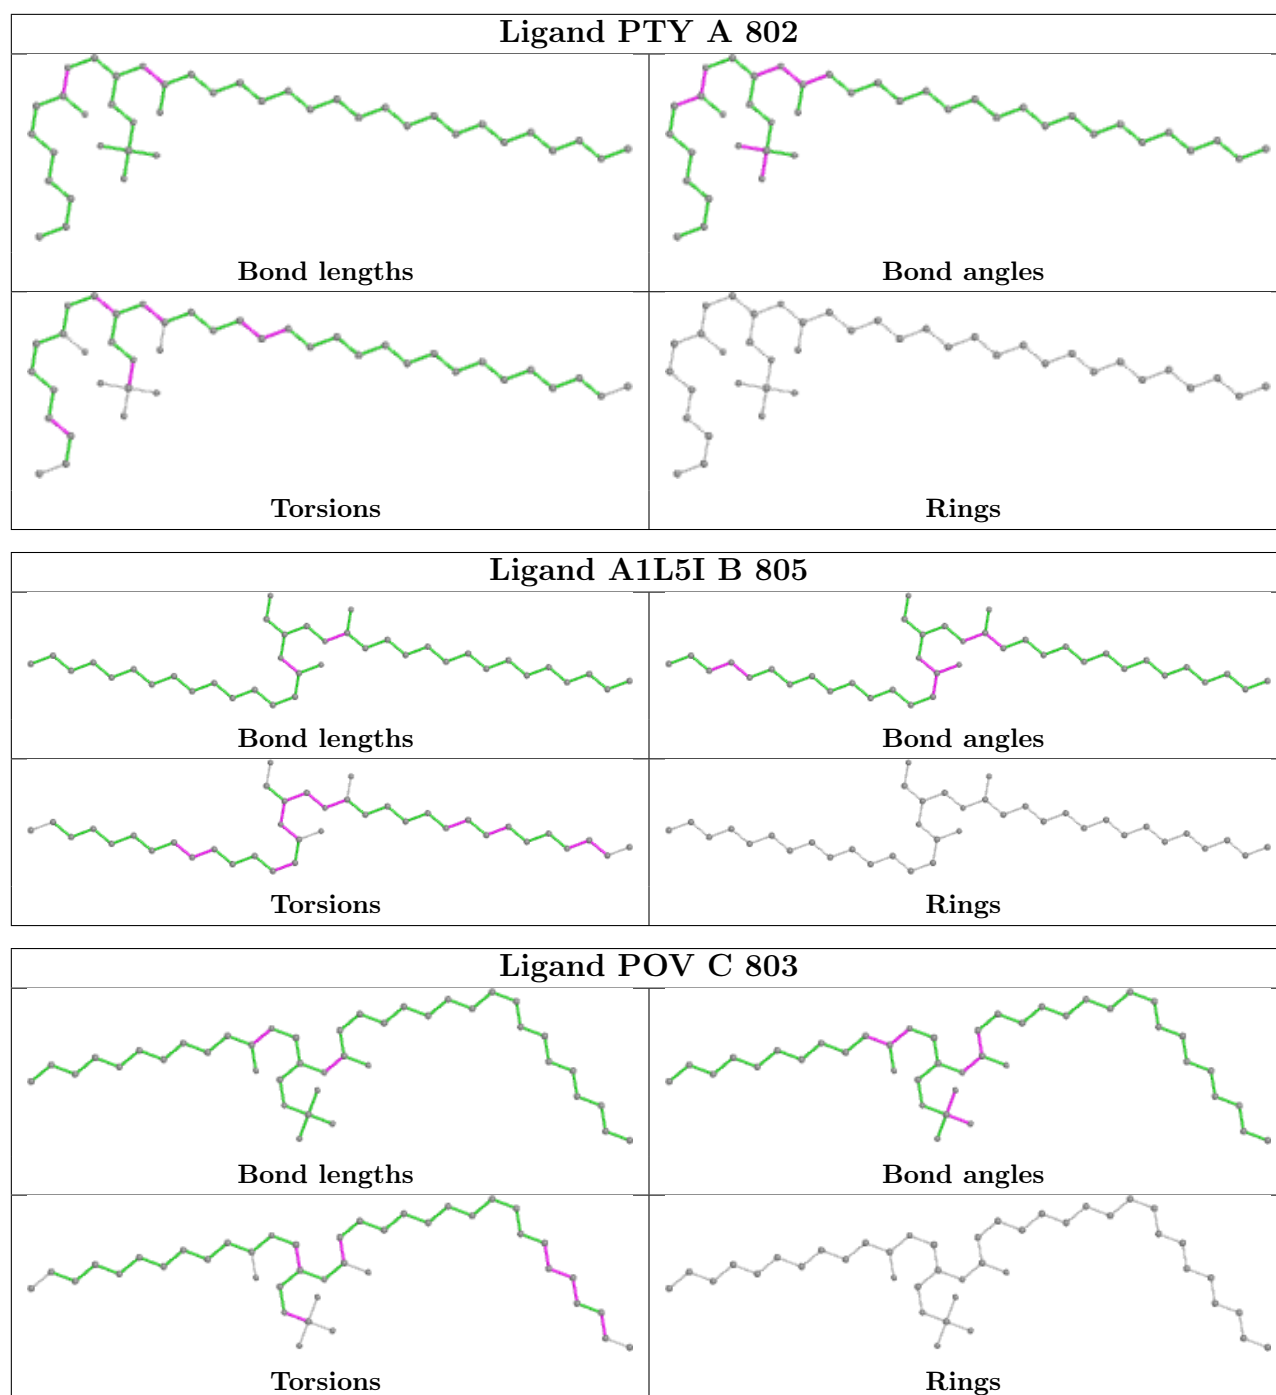 Ligand PTY A 802
Bond lengths
Bond angles
Torsions
Rings
Ligand A1L5I B 805
Bond lengths
Bond angles
Torsions
Rings
Ligand POV C 803
Bond lengths
Bond angles
Torsions
Rings